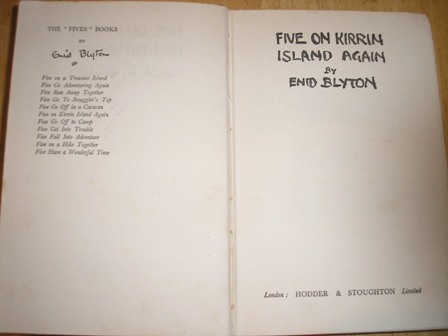 THE "FIVES" BOOKS
BY
Enid Blyton
Five on a Treasure Island
Five Go Adventuring Again
Five Run Away Together
Five Go To Smuggler's Top
Five Go Off in a Caravan
Five on Kirrin Island Again
Five Go Off to Camp
Five Get Into Trouble
Five Fall Into Adventure
Five on a Hike Together
Five Have a Wonderful Time
FIVE ON KIRRIN
ISLAND AGAIN
BY
ENID BLYTON
London: HODDER & STOUGHTON Limited